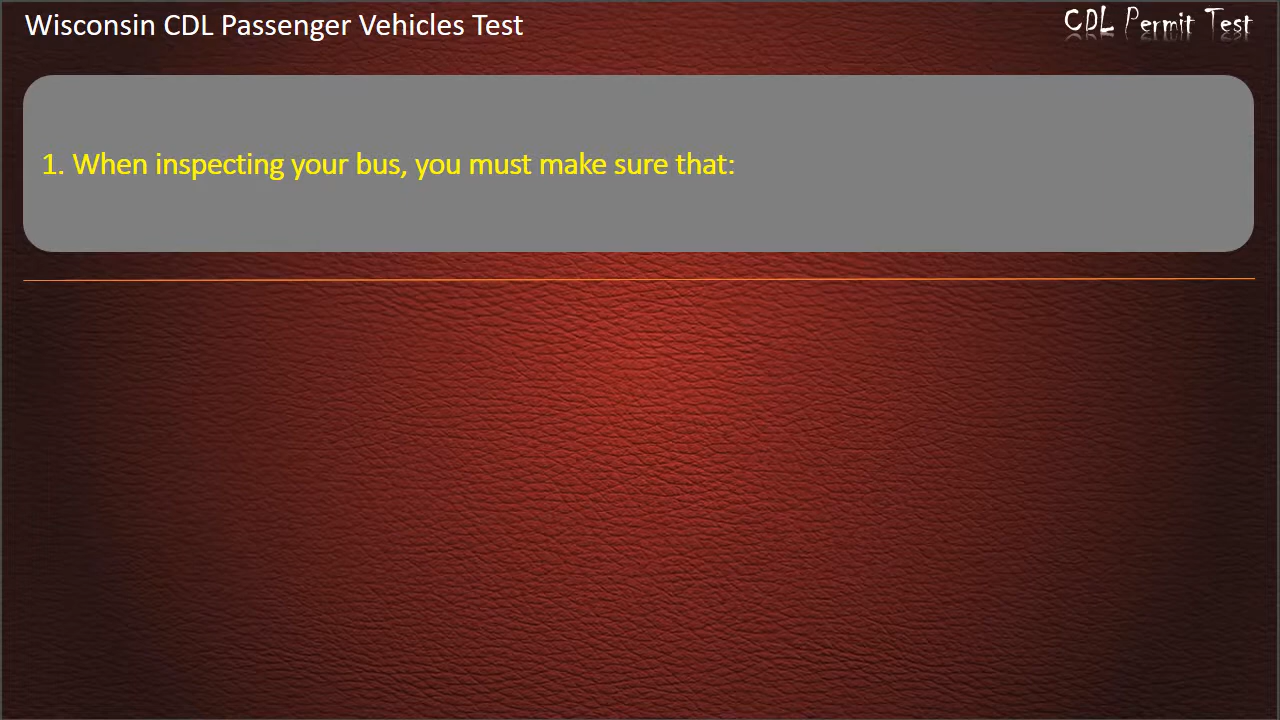 Wisconsin CDL Passenger Vehicles Test
CDL Permit Test
1. When inspecting your bus, you must make sure that: